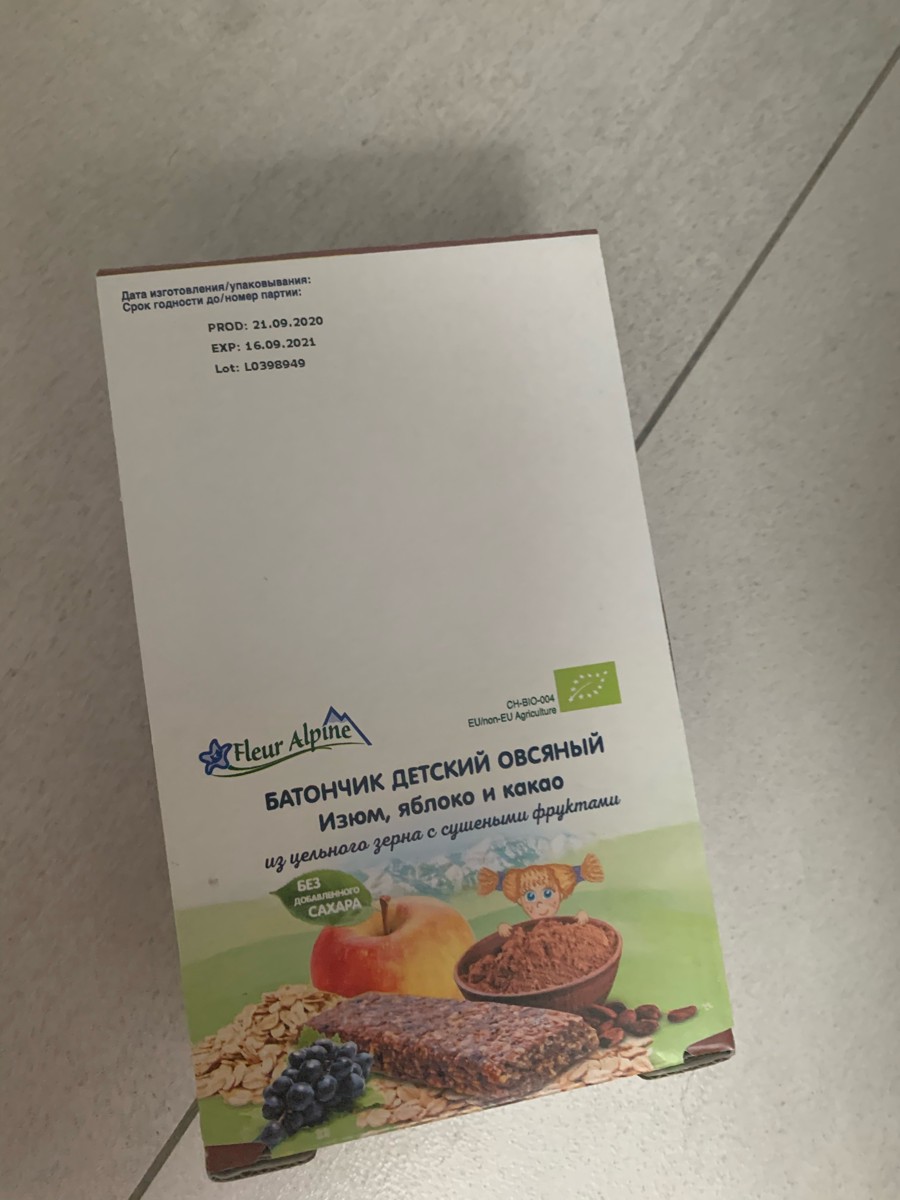 Дата изготовления/упаковывания:
Срок годности до/номер партии:
PROD: 21.09.2020
EXP: 16.09.2021
Lot: L0398949
CH-BIO-004
EU/non-EU Agriculture
Fleur Alpine
БАТОНЧИК ДЕТСКИЙ ОВСЯНЫЙ
Изюм, яблоко и какао
из цельного зерна с сушеными фруктами
БЕЗ
ДОБАВЛЕННОГО
САХАРА